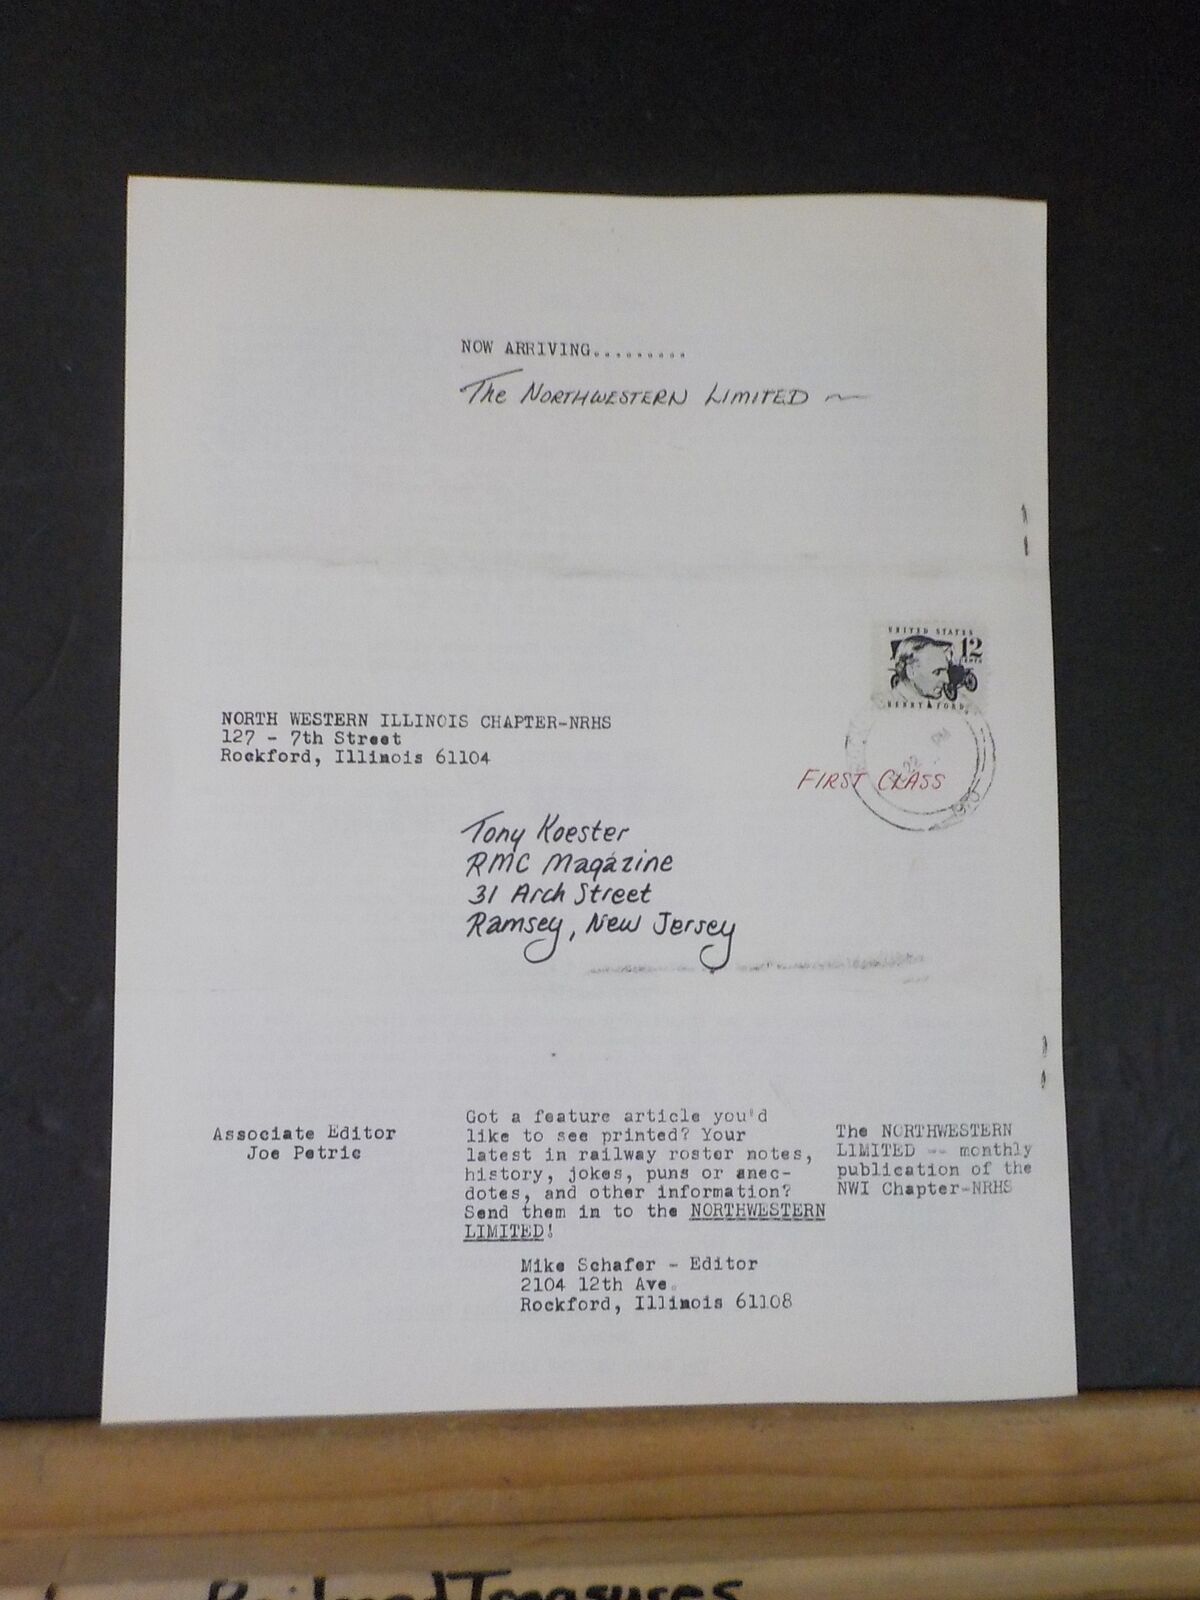 NOW ARRIVING.........
The NORTHWESTERN LIMITED ~
UNITED STATES
12
CENTS
HENRY FORD
NORTH WESTERN ILLINOIS CHAPTER-NRHS
127 - 7th Street
Rockford, Illinois 61104
FIRST CLASS
1970
Tony Koester
RMC Magazine
31 Arch Street
Ramsey, New Jersey
Associate Editor
Joe Petric
Got a feature article you'd
like to see printed? Your
latest in railway roster notes,
history, jokes, puns or anec-
dotes, and other information?
Send them in to the NORTHWESTERN
LIMITED!
Mike Schafer - Editor
2104 12th Ave.
Rockford, Illinois 61108
The NORTHWESTERN
LIMITED -- monthly
publication of the
NWI Chapter-NRHS
Railroad Treasures